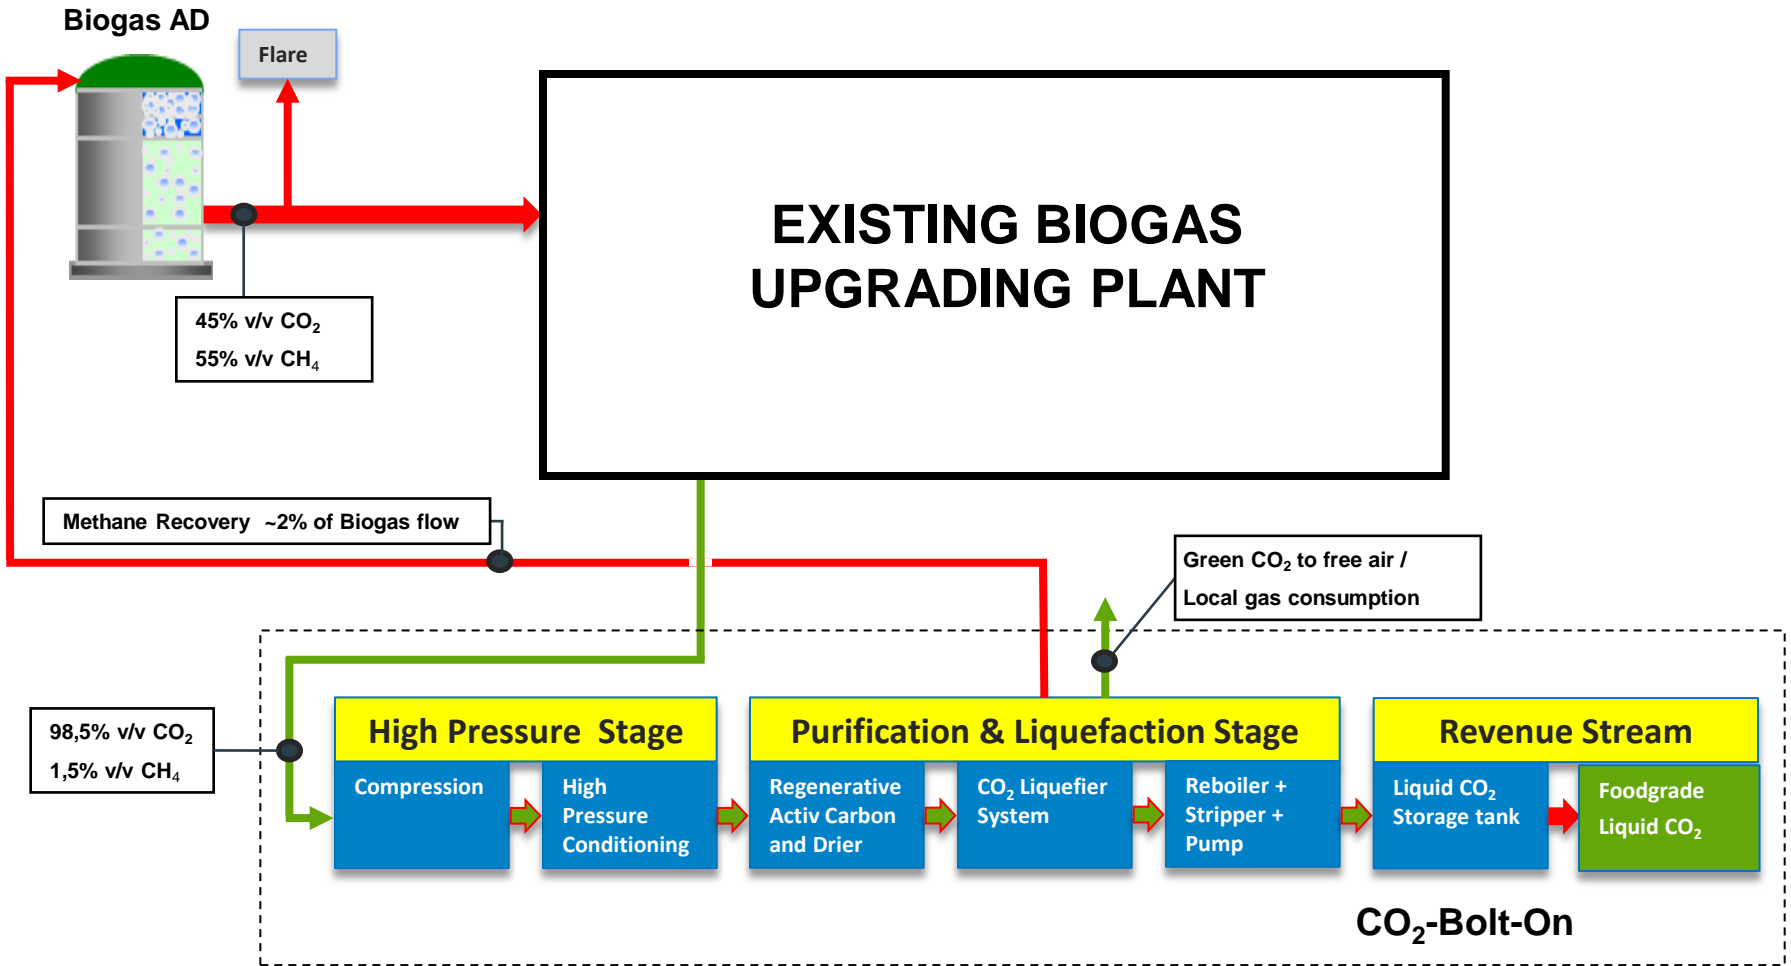 Biogas AD
Flare
EXISTING BIOGAS
UPGRADING PLANT
45% v/v CO₂
55% v/v CH₄
Methane Recovery ~2% of Biogas flow
Green CO₂ to free air /
Local gas consumption
98,5% v/v CO₂
1,5% v/v CH₄
High Pressure Stage
Compression
High
Pressure
Conditioning
Purification & Liquefaction Stage
Regenerative
Activ Carbon
and Drier
CO₂ Liquefier
System
Reboiler +
Stripper +
Pump
Revenue Stream
Liquid CO₂
Storage tank
Foodgrade
Liquid CO₂
CO₂-Bolt-On